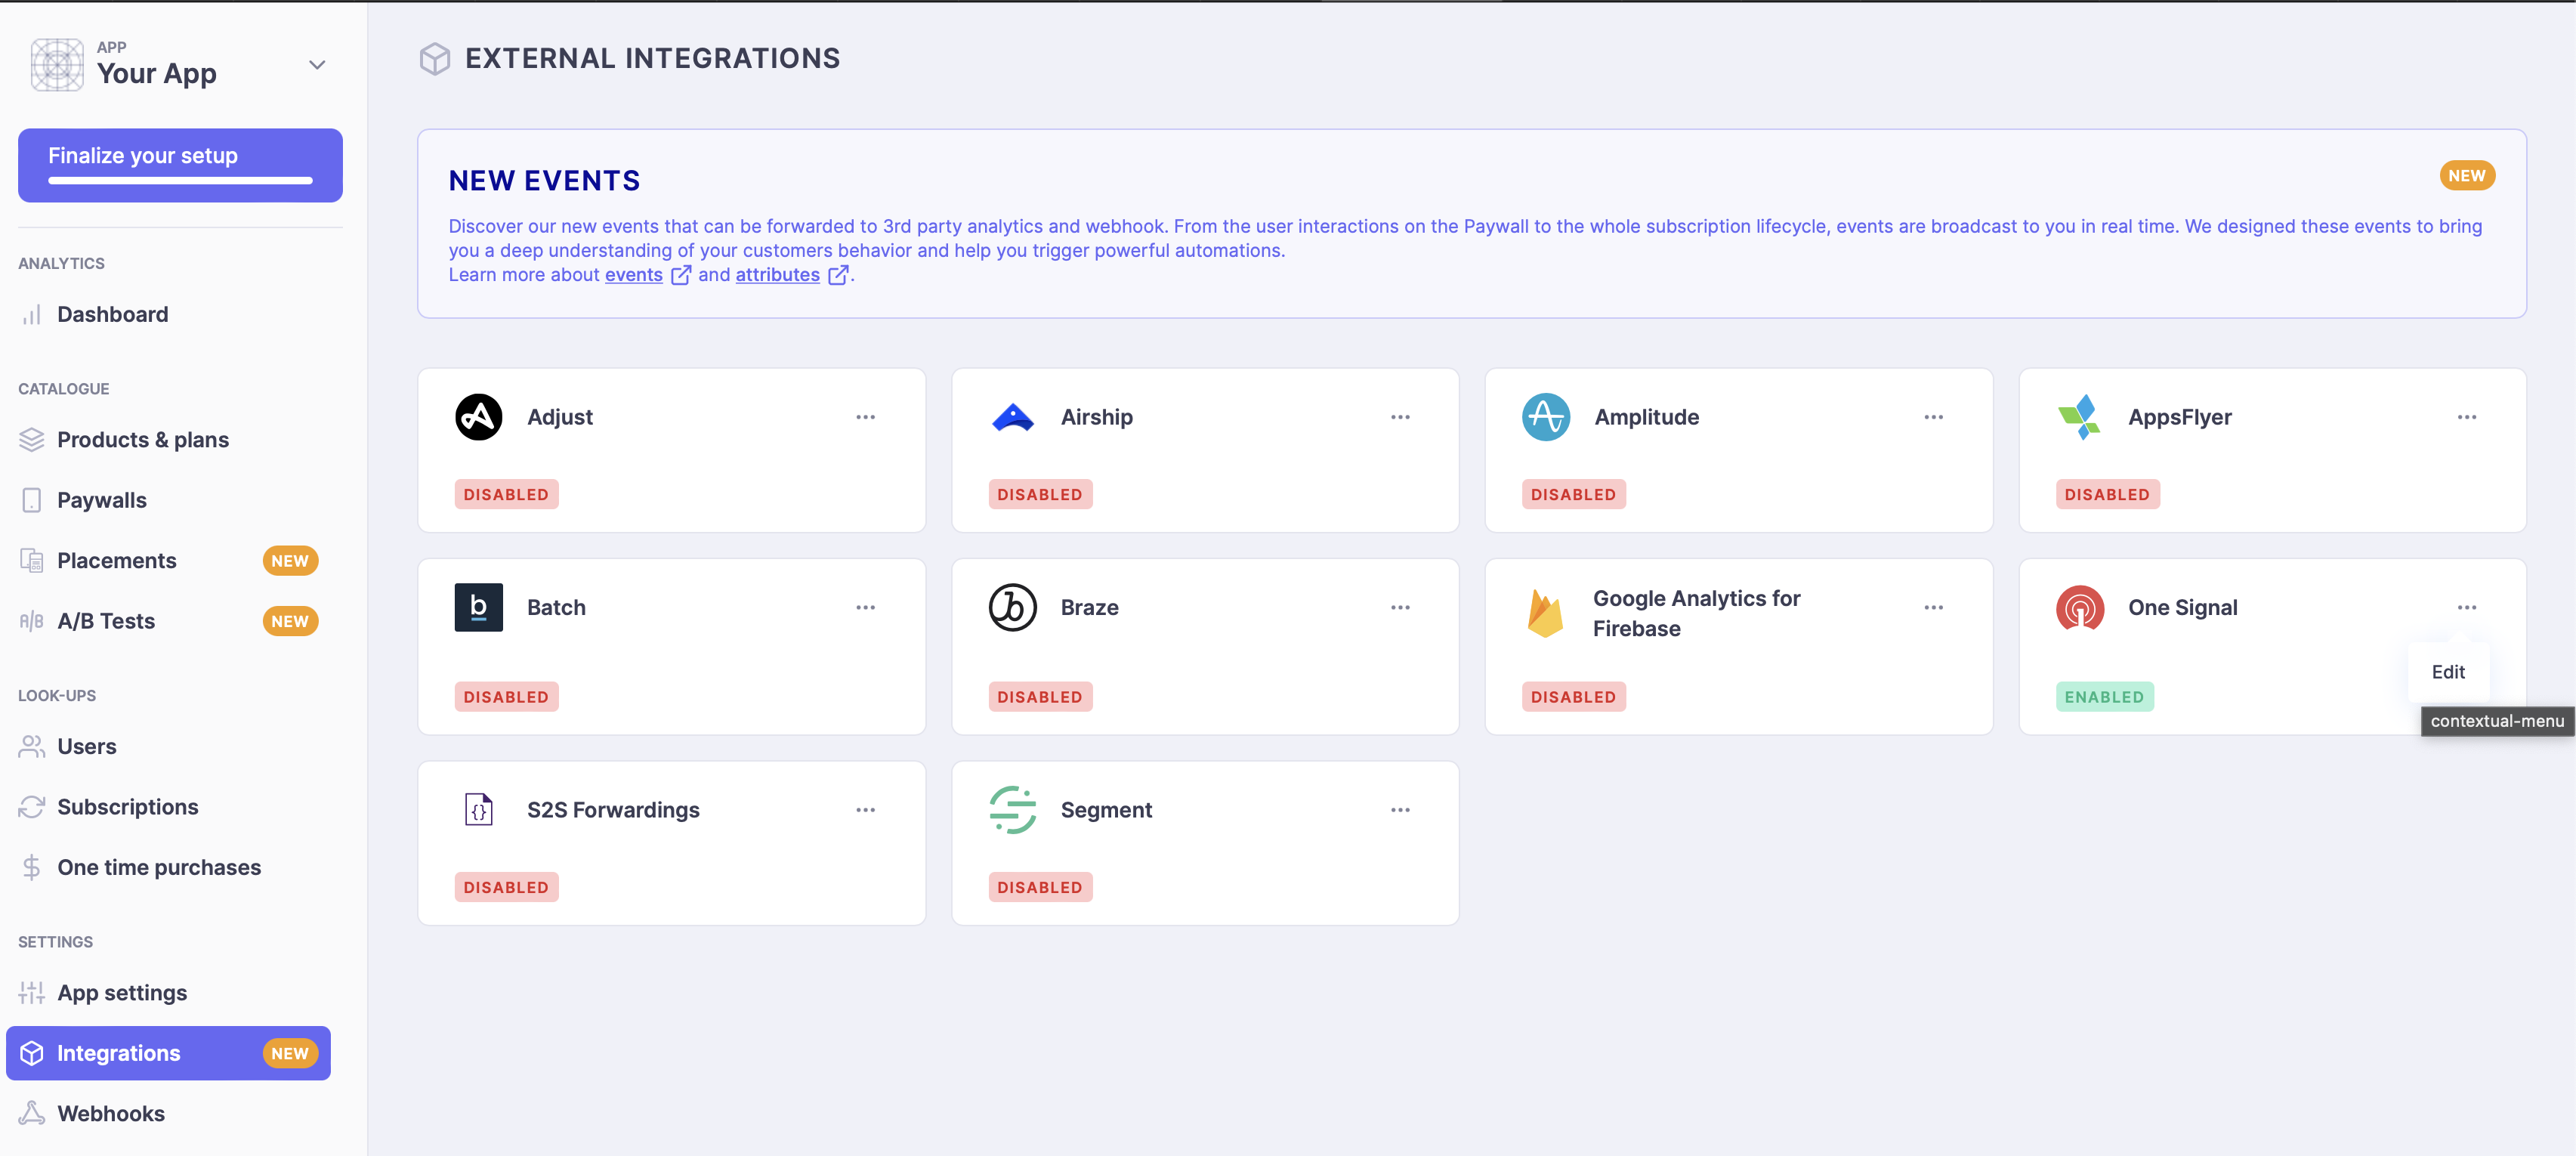 APP
Your App
Finalize your setup
ANALYTICS
Dashboard
CATALOGUE
Products & plans
Paywalls
Placements NEW
A/B Tests NEW
LOOK-UPS
Users
Subscriptions
One time purchases
SETTINGS
App settings
Integrations NEW
Webhooks
EXTERNAL INTEGRATIONS
NEW EVENTS NEW
Discover our new events that can be forwarded to 3rd party analytics and webhook. From the user interactions on the Paywall to the whole subscription lifecycle, events are broadcast to you in real time. We designed these events to bring
you a deep understanding of your customers behavior and help you trigger powerful automations.
Learn more about events and attributes .
Adjust
DISABLED
Airship
DISABLED
Amplitude
DISABLED
AppsFlyer
DISABLED
Batch
DISABLED
Braze
DISABLED
Google Analytics for
Firebase
DISABLED
One Signal
Edit
ENABLED
contextual-menu
S2S Forwardings
DISABLED
Segment
DISABLED